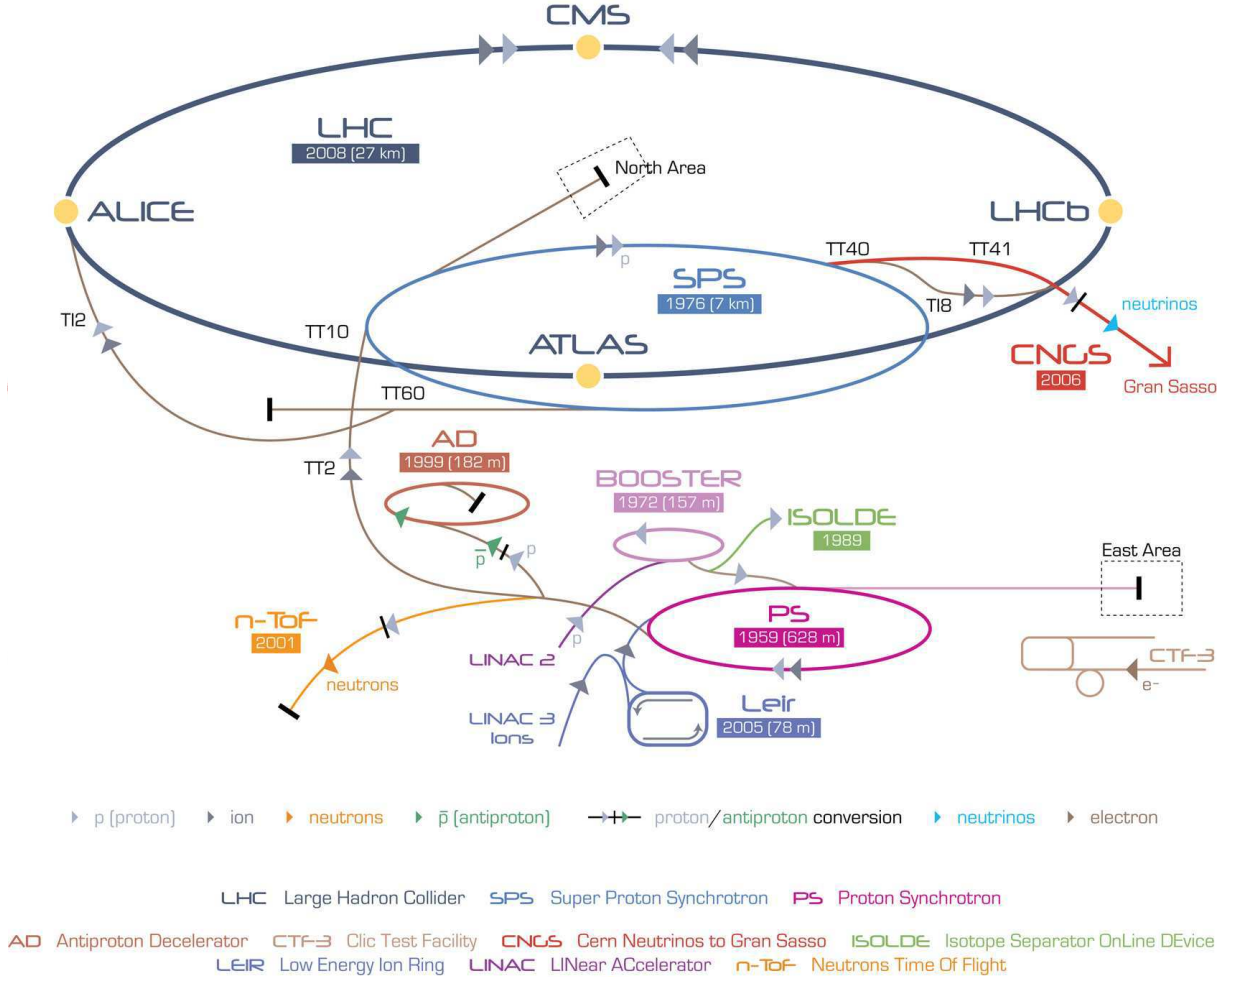 CMS
LHC
2008 (27 km)
North Area
ALICE
LHCb
TT40
TT41
p
SPS
1976 (7 km)
TI8
neutrinos
TI2
TT10
ATLAS
CNGS
2006
Gran Sasso
TT60
AD
1999 (182 m)
TT2
BOOSTER
1972 (157 m)
ISOLDE
1989
p̅
p
East Area
n-ToF
2001
PS
1959 (628 m)
p
LINAC 2
neutrons
CTF-3
e-
LINAC 3
Ions
Leir
2005 (78 m)
p (proton) ion neutrons p̅ (antiproton) proton/antiproton conversion neutrinos electron
LHC Large Hadron Collider SPS Super Proton Synchrotron PS Proton Synchrotron
AD Antiproton Decelerator CTF-3 Clic Test Facility CNGS Cern Neutrinos to Gran Sasso ISOLDE Isotope Separator OnLine DEvice
LEIR Low Energy Ion Ring LINAC LINear ACcelerator n-ToF Neutrons Time Of Flight